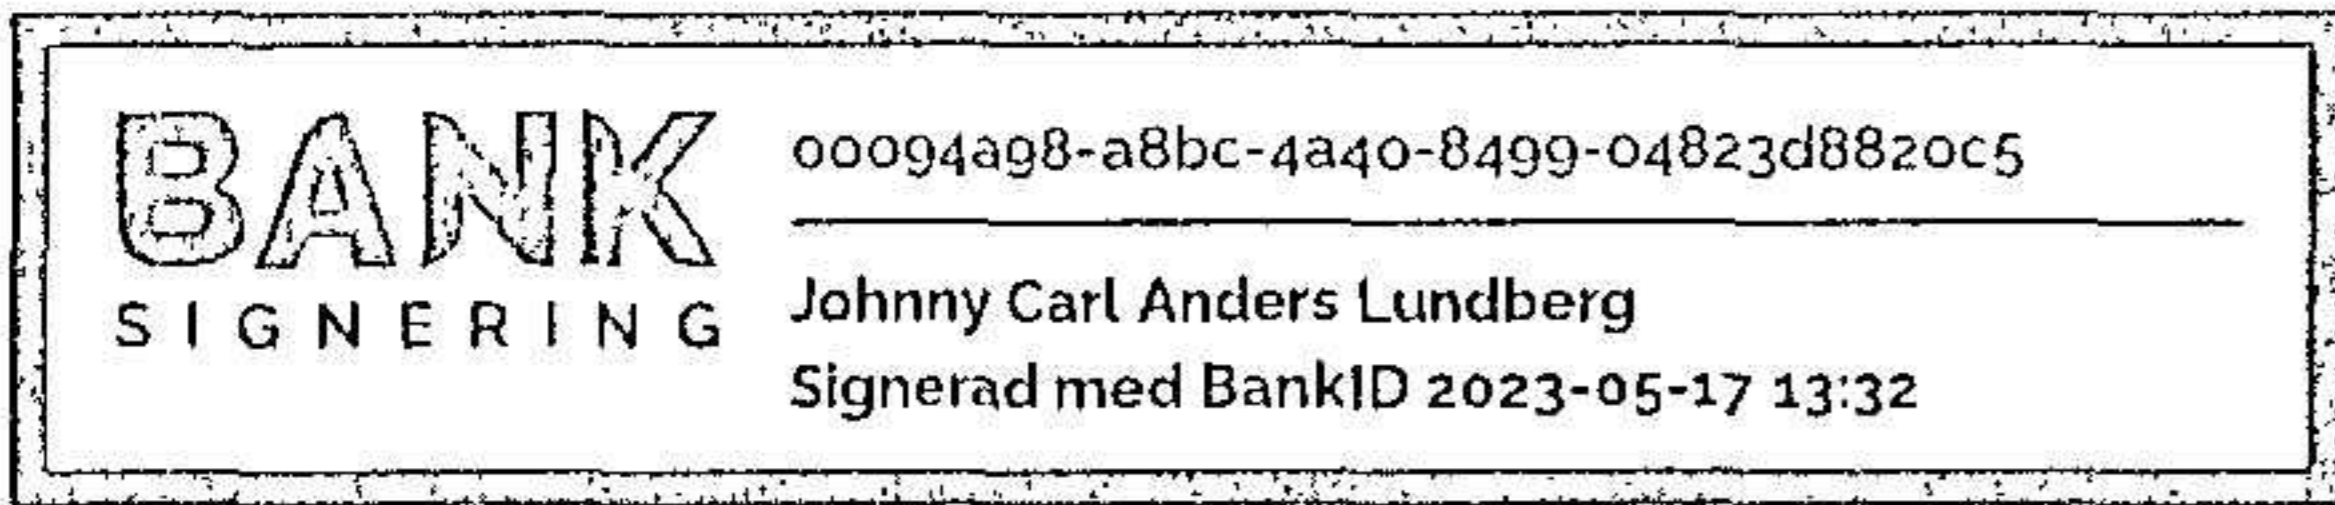 BANK
SIGNERING
00094a98-a8bc-4a40-8499-04823d8820c5
Johnny Carl Anders Lundberg
Signerad med BankID 2023-05-17 13:32